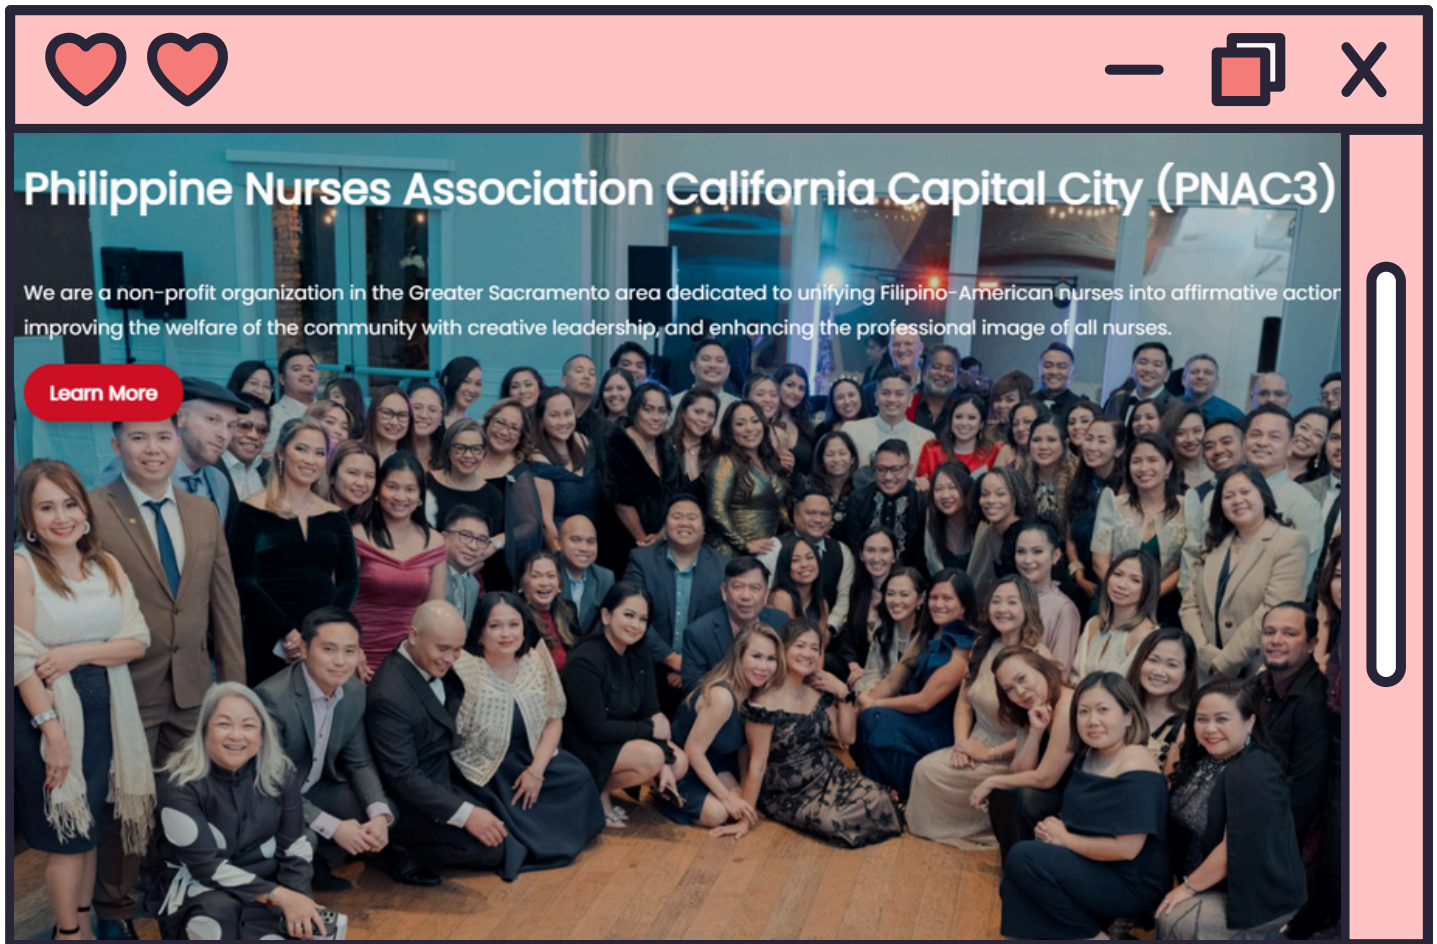 Philippine Nurses Association California Capital City (PNAC3)
We are a non-profit organization in the Greater Sacramento area dedicated to unifying Filipino-American nurses into affirmative action
improving the welfare of the community with creative leadership, and enhancing the professional image of all nurses.
Learn More